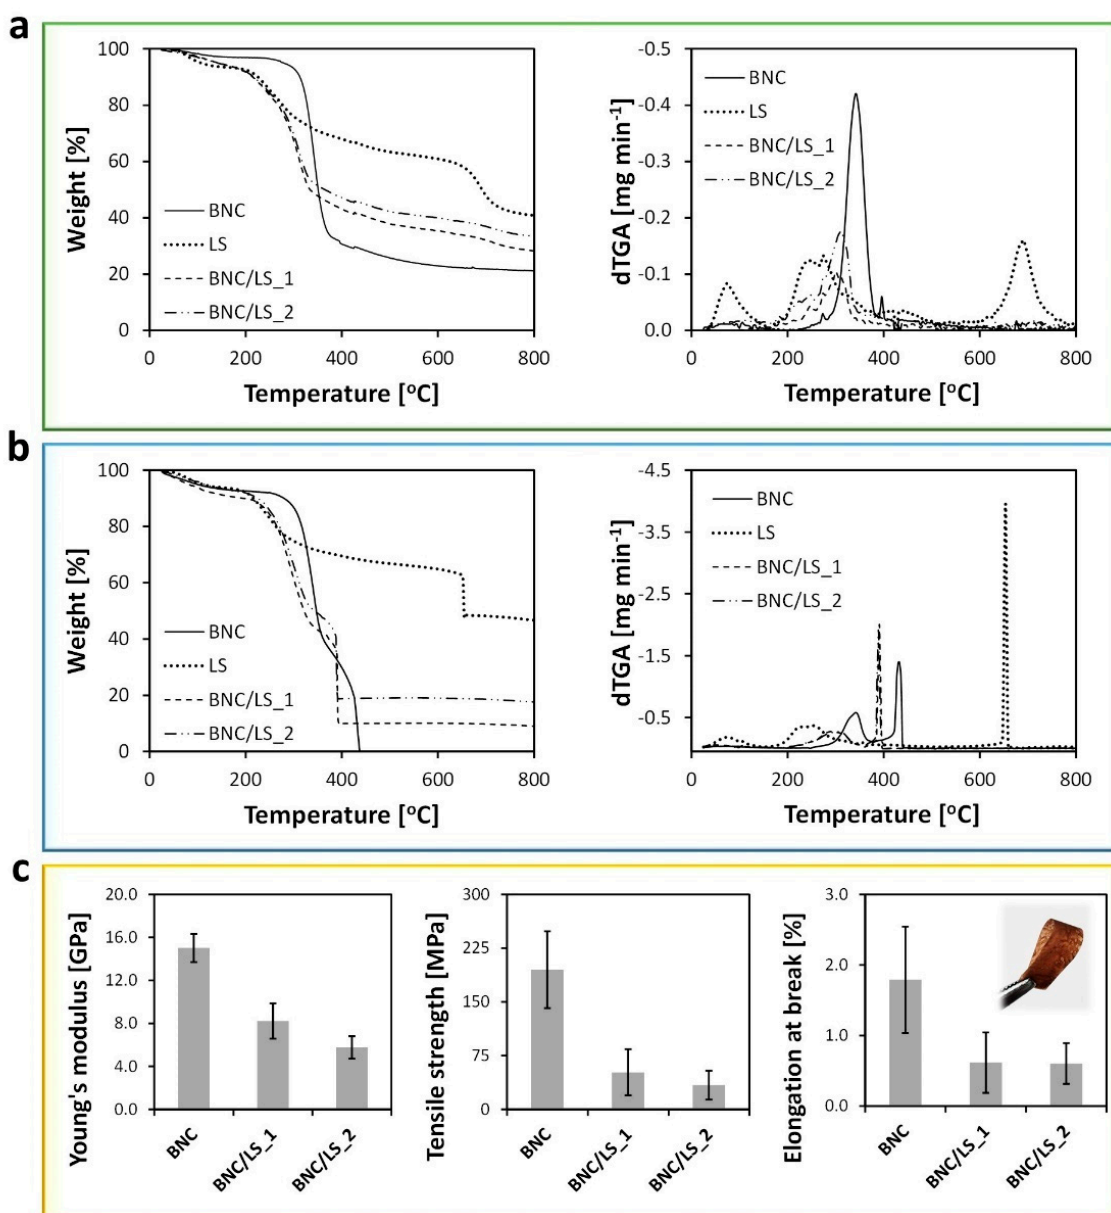 a
100
80
60
40
20
0
Weight [%]
BNC
LS
BNC/LS_1
BNC/LS_2
0 200 400 600 800
Temperature [°C]
-0.5
-0.4
-0.3
-0.2
-0.1
0.0
dTGA [mg min⁻¹]
BNC
LS
BNC/LS_1
BNC/LS_2
0 200 400 600 800
Temperature [°C]
b
100
80
60
40
20
0
Weight [%]
BNC
LS
BNC/LS_1
BNC/LS_2
0 200 400 600 800
Temperature [°C]
-4.5
-3.5
-2.5
-1.5
-0.5
dTGA [mg min⁻¹]
BNC
LS
BNC/LS_1
BNC/LS_2
0 200 400 600 800
Temperature [°C]
c
20.0
16.0
12.0
8.0
4.0
0.0
Young's modulus [GPa]
BNC
BNC/LS_1
BNC/LS_2
300
225
150
75
0
Tensile strength [MPa]
BNC
BNC/LS_1
BNC/LS_2
3.0
2.0
1.0
0.0
Elongation at break [%]
BNC
BNC/LS_1
BNC/LS_2